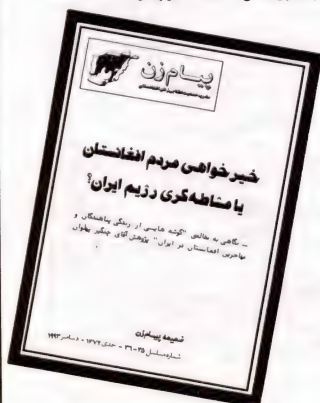 پیام زن
خیرخواهی مردم افغانستان
یا مشاطه‌گری رژیم ایران؟
ـ نگاهی به مقالهی "گوشه هایی از زندگی پناهندگان و
مهاجرین افغانستان در ایران" پژوهش آقای چنگیز پهلوان
ضمیمه پیام زن
شماره مسلسل ۳۵-۳۶ - جدی ۱۳۷۲ - دسامبر ۱۹۹۳